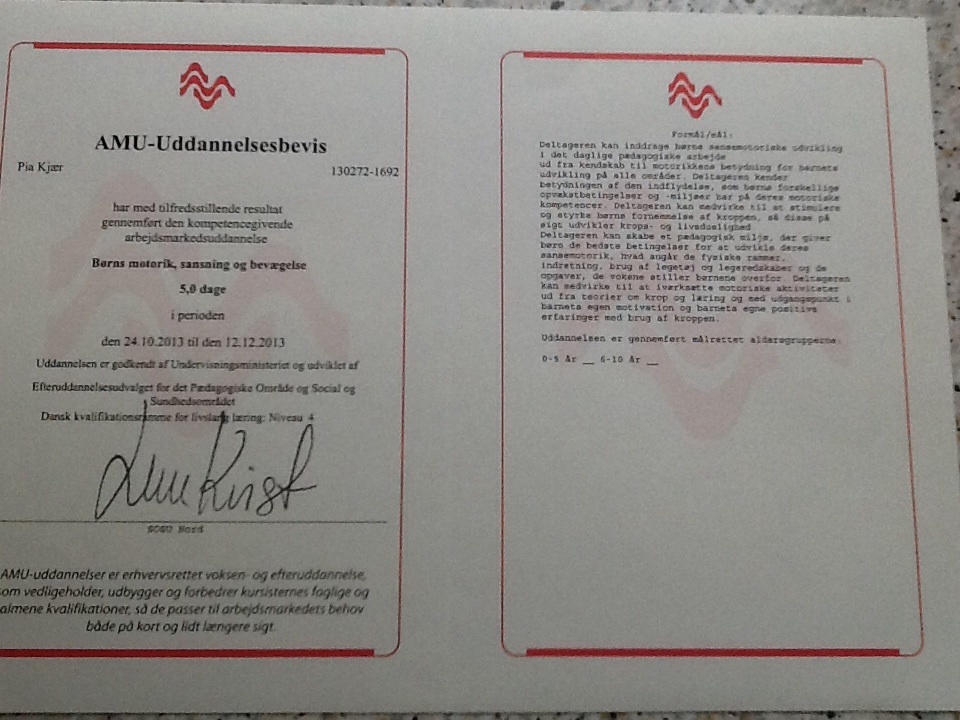 AMU-Uddannelsesbevis
Pia Kjær
130272-1692
har med tilfredsstillende resultat
gennemført den kompetencegivende
arbejdsmarkedsuddannelse
Børns motorik, sansning og bevægelse
5,0 dage
i perioden
den 24.10.2013 til den 12.12.2013
Uddannelsen er godkendt af Undervisningsministeriet og udviklet af
Efteruddannelsesudvalget for det Pædagogiske Område og Social og
Sundhedsområdet
Dansk kvalifikationsramme for livslang læring: Niveau 4
SOSU Nord
AMU-uddannelser er erhvervsrettet voksen- og efteruddannelse,
som vedligeholder, udbygger og forbedrer kursisternes faglige og
almene kvalifikationer, så de passer til arbejdsmarkedets behov
både på kort og lidt længere sigt.
Formål/mål:
Deltageren kan inddrage børns sansemotoriske udvikling
i det daglige pædagogiske arbejde
ud fra kendskab til motorikkens betydning for barnets
udvikling på alle områder. Deltageren kender
betydningen af den indflydelse, som børns forskellige
opvækstbetingelser og -miljøer har på deres motoriske
kompetencer. Deltageren kan medvirke til at stimulere
og styrke børns fornemmelse af kroppen, så disse på
sigt udvikler krops- og livsduelighed
Deltageren kan skabe et pædagogisk miljø, der giver
børn de bedste betingelser for at udvikle deres
sansemotorik, hvad angår de fysiske rammer,
indretning, brug af legetøj og legeredskaber og de
opgaver, de voksne stiller børnene overfor. Deltageren
kan medvirke til at iværksætte motoriske aktiviteter
ud fra teorier om krop og læring og med udgangspunkt i
barnets egen motivation og barnets egne positive
erfaringer med brug af kroppen.
Uddannelsen er gennemført målrettet aldersgrupperne:
0-5 år __ 6-10 år __